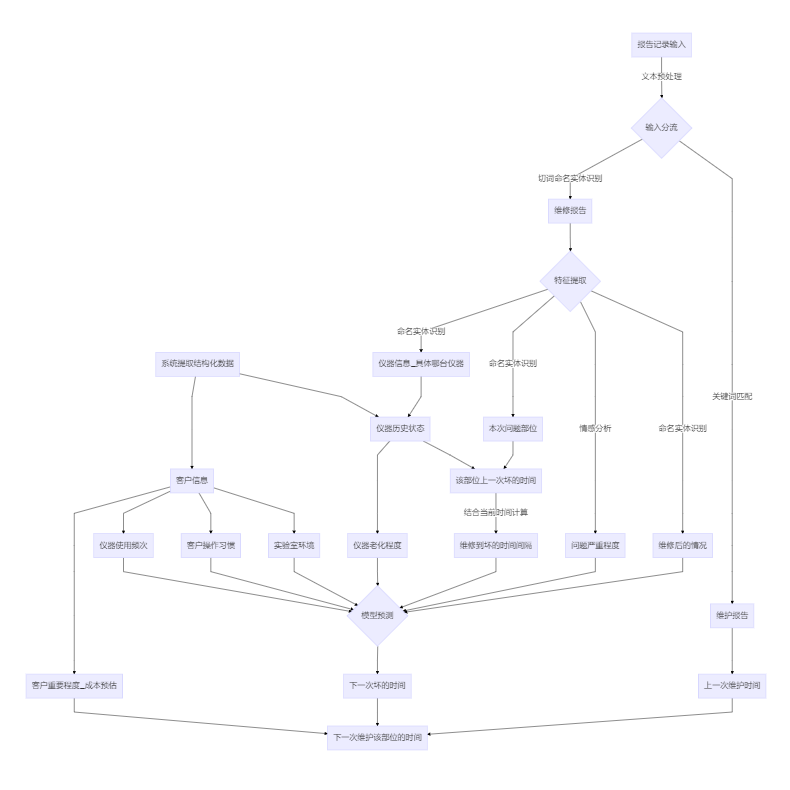 报告记录输入
文本预处理
输入分流
切词命名实体识别
维修报告
特征提取
命名实体识别
系统提取结构化数据
仪器信息_具体哪台仪器
命名实体识别
关键词匹配
仪器历史状态
本次问题部位
情感分析
命名实体识别
客户信息
该部位上一次坏的时间
结合当前时间计算
仪器使用频次
客户操作习惯
实验室环境
仪器老化程度
维修到坏的时间间隔
问题严重程度
维修后的情况
模型预测
维护报告
客户重要程度_成本预估
下一次坏的时间
上一次维护时间
下一次维护该部位的时间